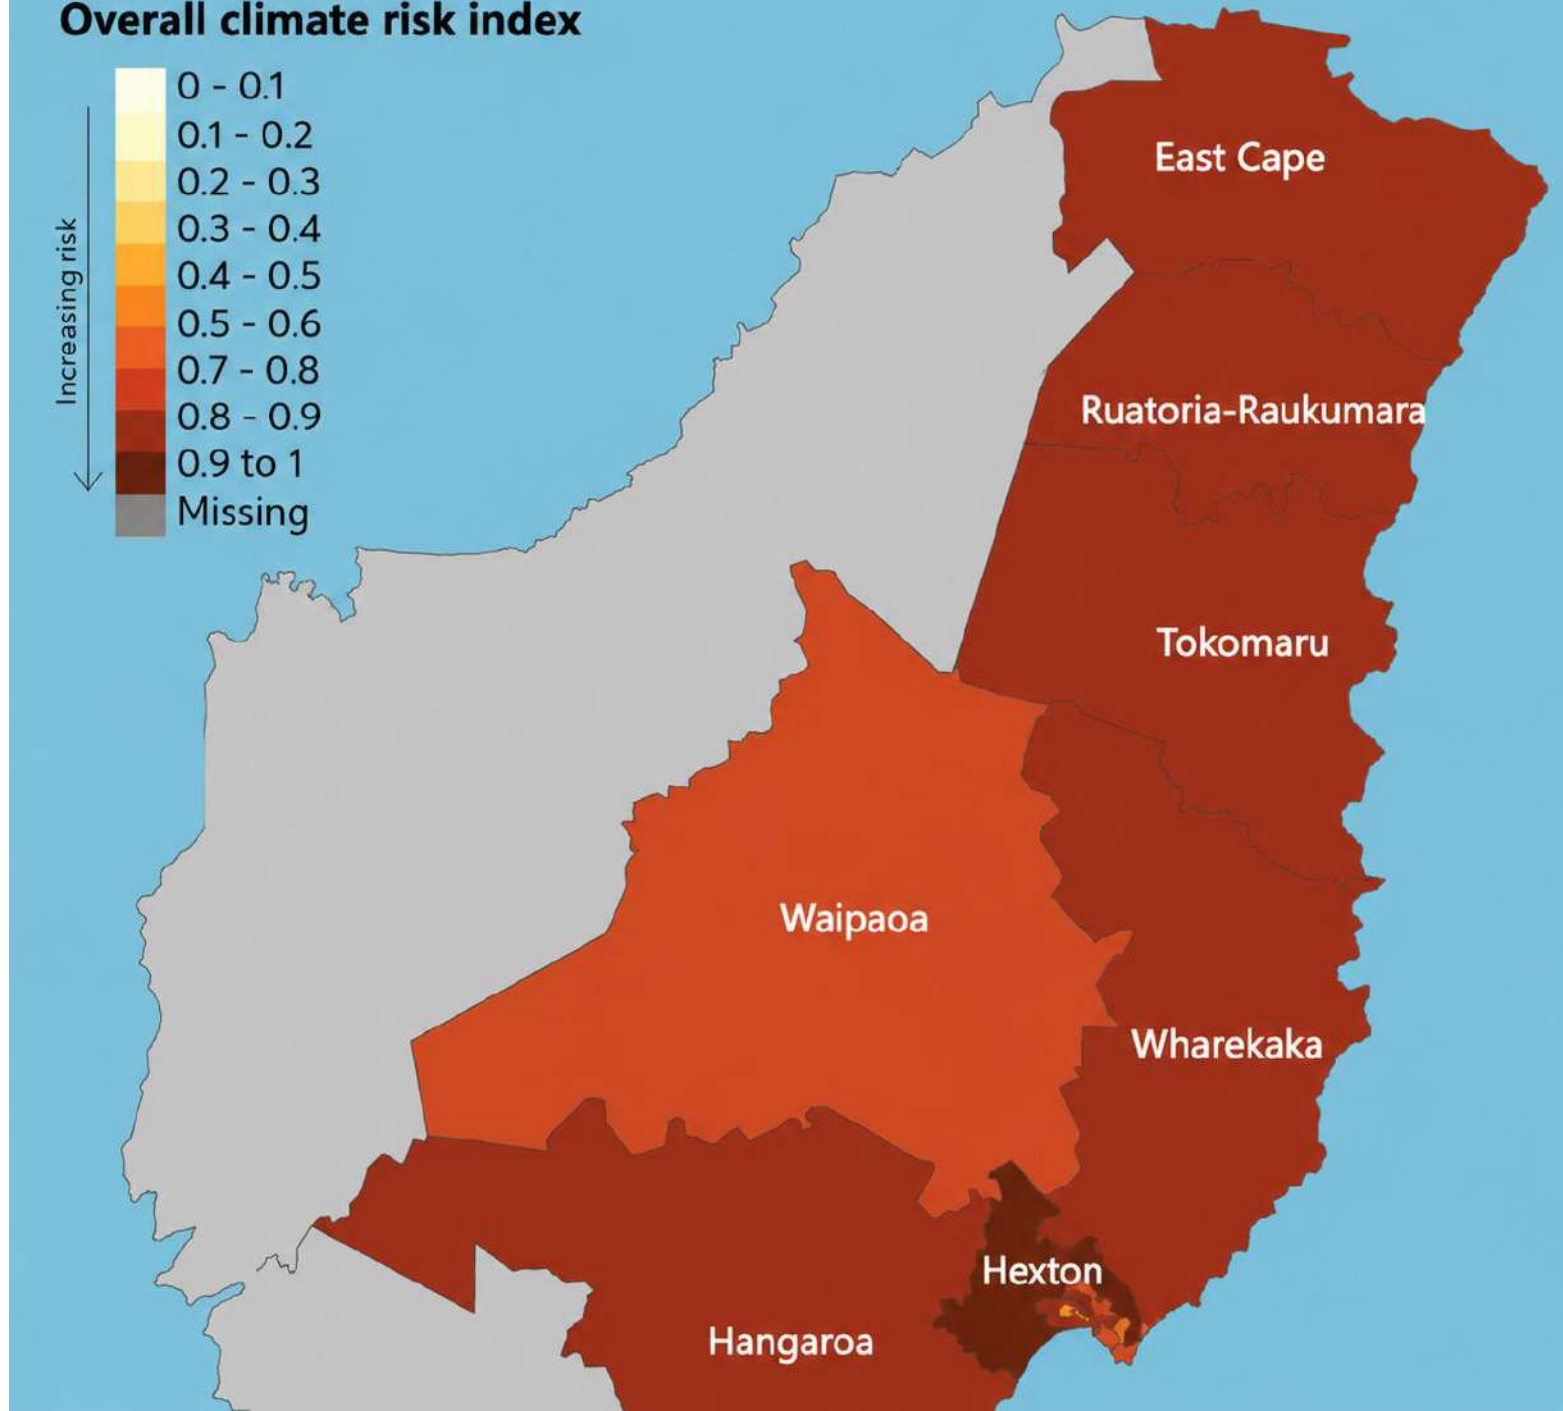 Overall climate risk index
Increasing risk
0 - 0.1
0.1 - 0.2
0.2 - 0.3
0.3 - 0.4
0.4 - 0.5
0.5 - 0.6
0.7 - 0.8
0.8 - 0.9
0.9 to 1
Missing
East Cape
Ruatoria-Raukumara
Tokomaru
Waipaoa
Wharekaka
Hexton
Hangaroa